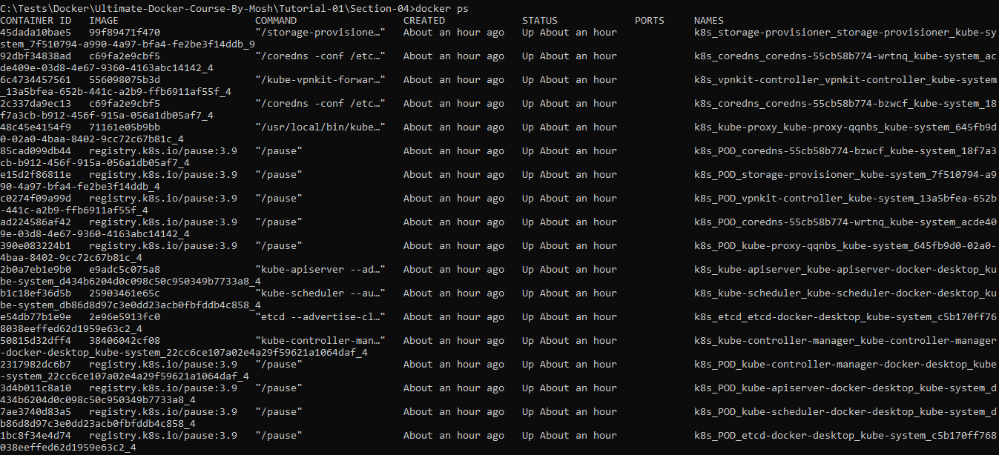 C:\Tests\Docker\Ultimate-Docker-Course-By-Mosh\Tutorial-01\Section-04>docker ps
CONTAINER ID   IMAGE                       COMMAND                  CREATED             STATUS             PORTS     NAMES
45dada10bae5   99f89471f470                "/storage-provisione…"   About an hour ago   Up About an hour             k8s_storage-provisioner_storage-provisioner_kube-sy
stem_7f510794-a990-4a97-bfa4-fe2be3f14ddb_9
92dbf34838ad   c69fa2e9cbf5                "/coredns -conf /etc…"   About an hour ago   Up About an hour             k8s_coredns_coredns-55cb58b774-wrtnq_kube-system_ac
de409e-03d8-4e67-9360-4163abc14142_4
6c4734457561   556098075b3d                "/kube-vpnkit-forwar…"   About an hour ago   Up About an hour             k8s_vpnkit-controller_vpnkit-controller_kube-system
_13a5bfea-652b-441c-a2b9-ffb6911af55f_4
2c337da9ec13   c69fa2e9cbf5                "/coredns -conf /etc…"   About an hour ago   Up About an hour             k8s_coredns_coredns-55cb58b774-bzwcf_kube-system_18
f7a3cb-b912-456f-915a-056a1db05af7_4
48c45e4154f9   71161e05b9bb                "/usr/local/bin/kube…"   About an hour ago   Up About an hour             k8s_kube-proxy_kube-proxy-qqnbs_kube-system_645fb9d
0-02a0-4baa-8402-9cc72c67b81c_4
85cad099db44   registry.k8s.io/pause:3.9   "/pause"                 About an hour ago   Up About an hour             k8s_POD_coredns-55cb58b774-bzwcf_kube-system_18f7a3
cb-b912-456f-915a-056a1db05af7_4
e15d2f86811e   registry.k8s.io/pause:3.9   "/pause"                 About an hour ago   Up About an hour             k8s_POD_storage-provisioner_kube-system_7f510794-a9
90-4a97-bfa4-fe2be3f14ddb_4
c0274f09a99d   registry.k8s.io/pause:3.9   "/pause"                 About an hour ago   Up About an hour             k8s_POD_vpnkit-controller_kube-system_13a5bfea-652b
-441c-a2b9-ffb6911af55f_4
ad224586af42   registry.k8s.io/pause:3.9   "/pause"                 About an hour ago   Up About an hour             k8s_POD_coredns-55cb58b774-wrtnq_kube-system_acde40
9e-03d8-4e67-9360-4163abc14142_4
390e083224b1   registry.k8s.io/pause:3.9   "/pause"                 About an hour ago   Up About an hour             k8s_POD_kube-proxy-qqnbs_kube-system_645fb9d0-02a0-
4baa-8402-9cc72c67b81c_4
2b0a7eb1e9b0   e9adc5c075a8                "kube-apiserver --ad…"   About an hour ago   Up About an hour             k8s_kube-apiserver_kube-apiserver-docker-desktop_ku
be-system_d434b6204d0c098c50c950349b7733a8_4
b1c18ef36d5b   25903461e65c                "kube-scheduler --au…"   About an hour ago   Up About an hour             k8s_kube-scheduler_kube-scheduler-docker-desktop_ku
be-system_db86d8d97c3e0dd23acb0fbfddb4c858_4
e54db77b1e9e   2e96e5913fc0                "etcd --advertise-cl…"   About an hour ago   Up About an hour             k8s_etcd_etcd-docker-desktop_kube-system_c5b170ff76
8038eeffed62d1959e63c2_4
50815d32dff4   38406042cf08                "kube-controller-man…"   About an hour ago   Up About an hour             k8s_kube-controller-manager_kube-controller-manager
-docker-desktop_kube-system_22cc6ce107a02e4a29f59621a1064daf_4
2317982dc6b7   registry.k8s.io/pause:3.9   "/pause"                 About an hour ago   Up About an hour             k8s_POD_kube-controller-manager-docker-desktop_kube
-system_22cc6ce107a02e4a29f59621a1064daf_4
3d4b011c8a10   registry.k8s.io/pause:3.9   "/pause"                 About an hour ago   Up About an hour             k8s_POD_kube-apiserver-docker-desktop_kube-system_d
434b6204d0c098c50c950349b7733a8_4
7ae3740d83a5   registry.k8s.io/pause:3.9   "/pause"                 About an hour ago   Up About an hour             k8s_POD_kube-scheduler-docker-desktop_kube-system_d
b86d8d97c3e0dd23acb0fbfddb4c858_4
1bc8f34e4d74   registry.k8s.io/pause:3.9   "/pause"                 About an hour ago   Up About an hour             k8s_POD_etcd-docker-desktop_kube-system_c5b170ff768
038eeffed62d1959e63c2_4